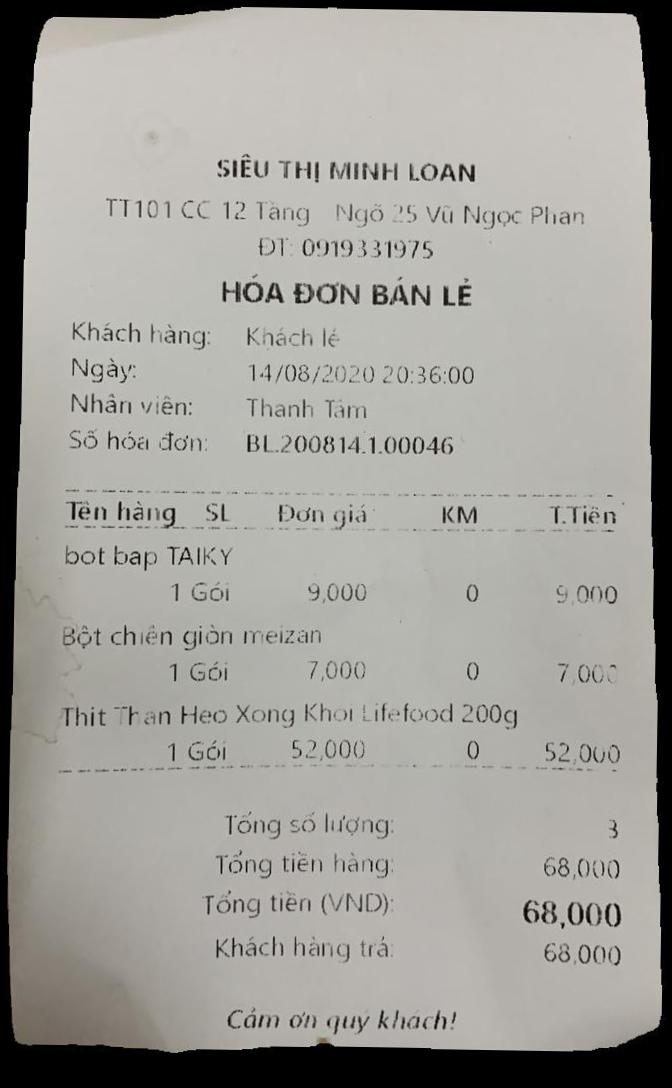 SIÊU THỊ MINH LOAN
TT101 CC 12 Tầng Ngõ 25 Vũ Ngọc Phan
ĐT: 0919331975
HÓA ĐƠN BÁN LẺ
Khách hàng: Khách lẻ
Ngày: 14/08/2020 20:36:00
Nhân viên: Thanh Tâm
Số hóa đơn: BL.200814.1.00046
Tên hàng SL Đơn giá KM T.Tiền
bot bap TAIKY
1 Gói 9,000 0 9,000
Bột chiên giòn meizan
1 Gói 7,000 0 7,000
Thit Than Heo Xong Khoi Lifefood 200g
1 Gói 52,000 0 52,000
Tổng số lượng: 3
Tổng tiền hàng: 68,000
Tổng tiền (VND): 68,000
Khách hàng trả: 68,000
Cảm ơn quý khách!